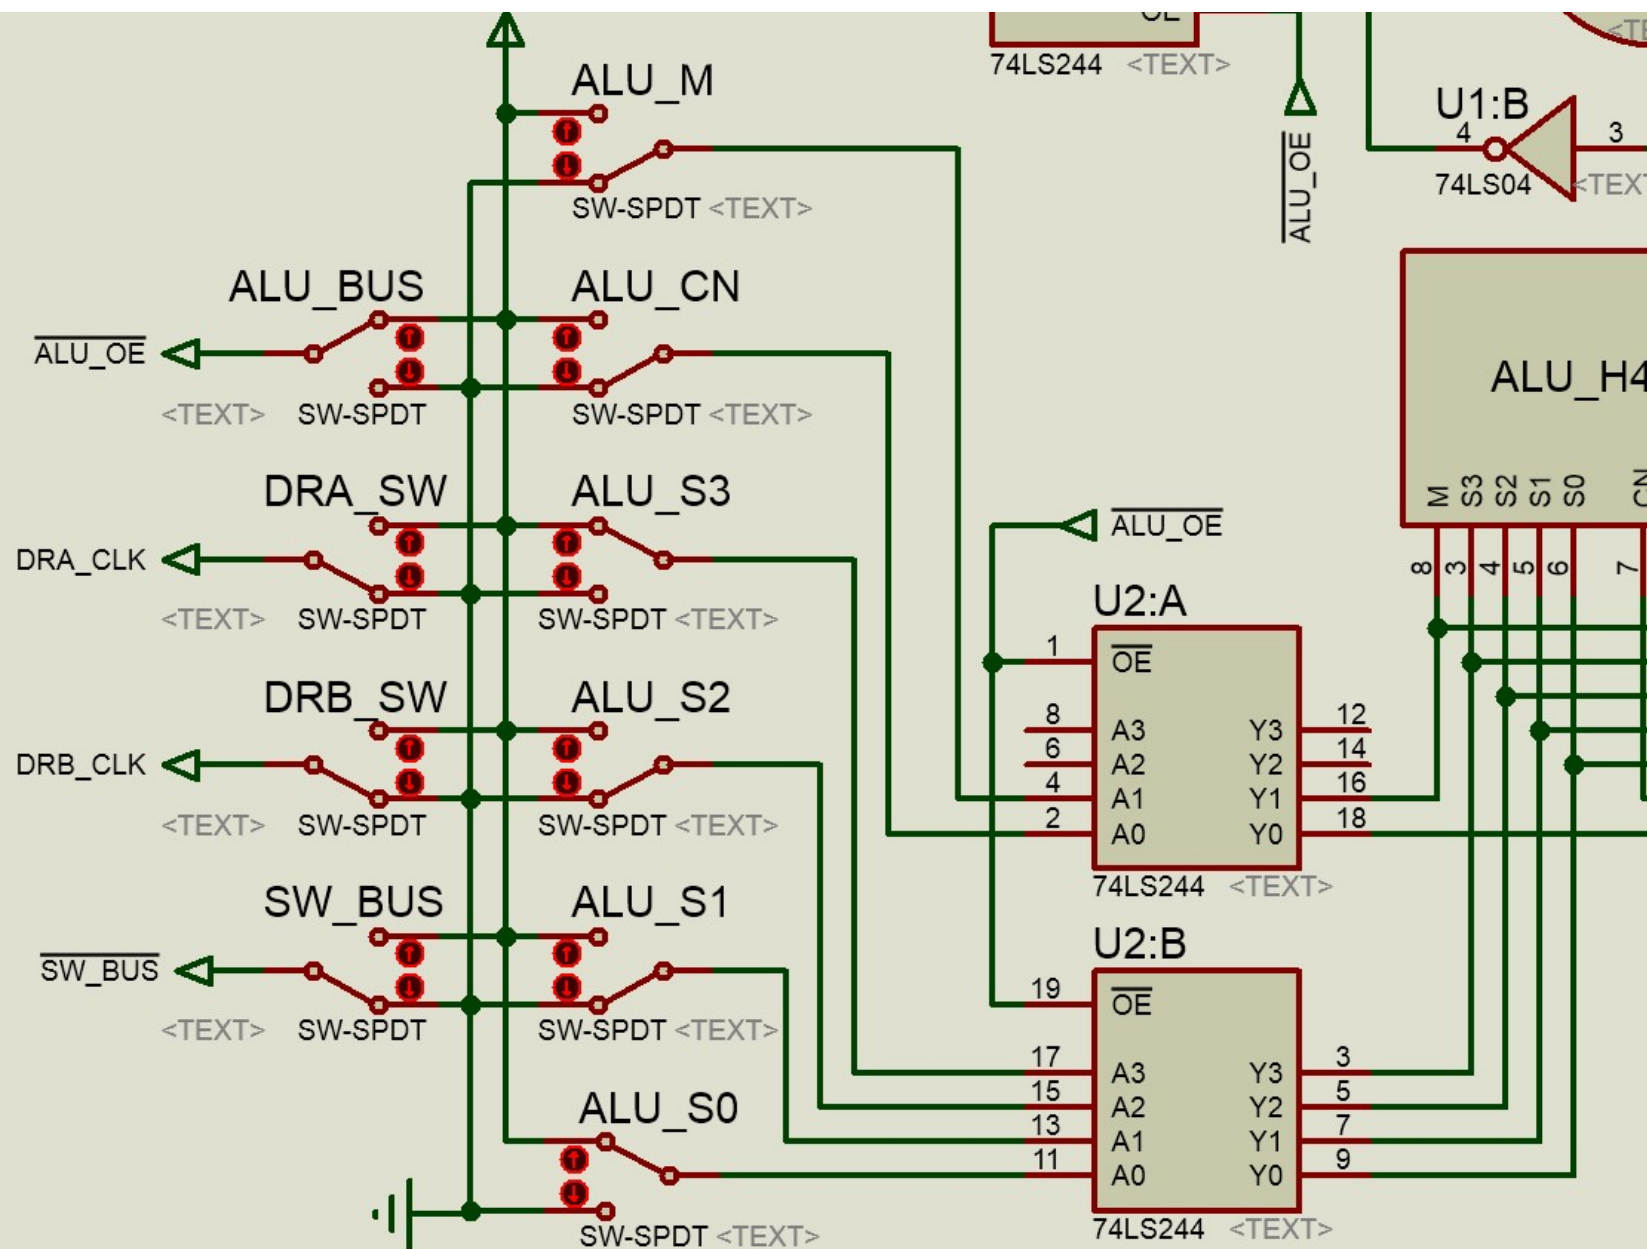 OE
74LS244 <TEXT>
ALU_M
U1:B
4
3
74LS04
ALU_OE
SW-SPDT <TEXT>
ALU_BUS
ALU_CN
ALU_OE
<TEXT> SW-SPDT
SW-SPDT <TEXT>
ALU_H4
M S3 S2 S1 S0 CN
8 3 4 5 6 7
DRA_SW
ALU_S3
DRA_CLK
<TEXT> SW-SPDT
SW-SPDT <TEXT>
ALU_OE
DRB_SW
ALU_S2
DRB_CLK
<TEXT> SW-SPDT
SW-SPDT <TEXT>
U2:A
1 OE
8 A3 Y3 12
6 A2 Y2 14
4 A1 Y1 16
2 A0 Y0 18
74LS244 <TEXT>
SW_BUS
ALU_S1
SW_BUS
<TEXT> SW-SPDT
SW-SPDT <TEXT>
U2:B
19 OE
17 A3 Y3 3
15 A2 Y2 5
13 A1 Y1 7
11 A0 Y0 9
74LS244 <TEXT>
ALU_S0
SW-SPDT <TEXT>